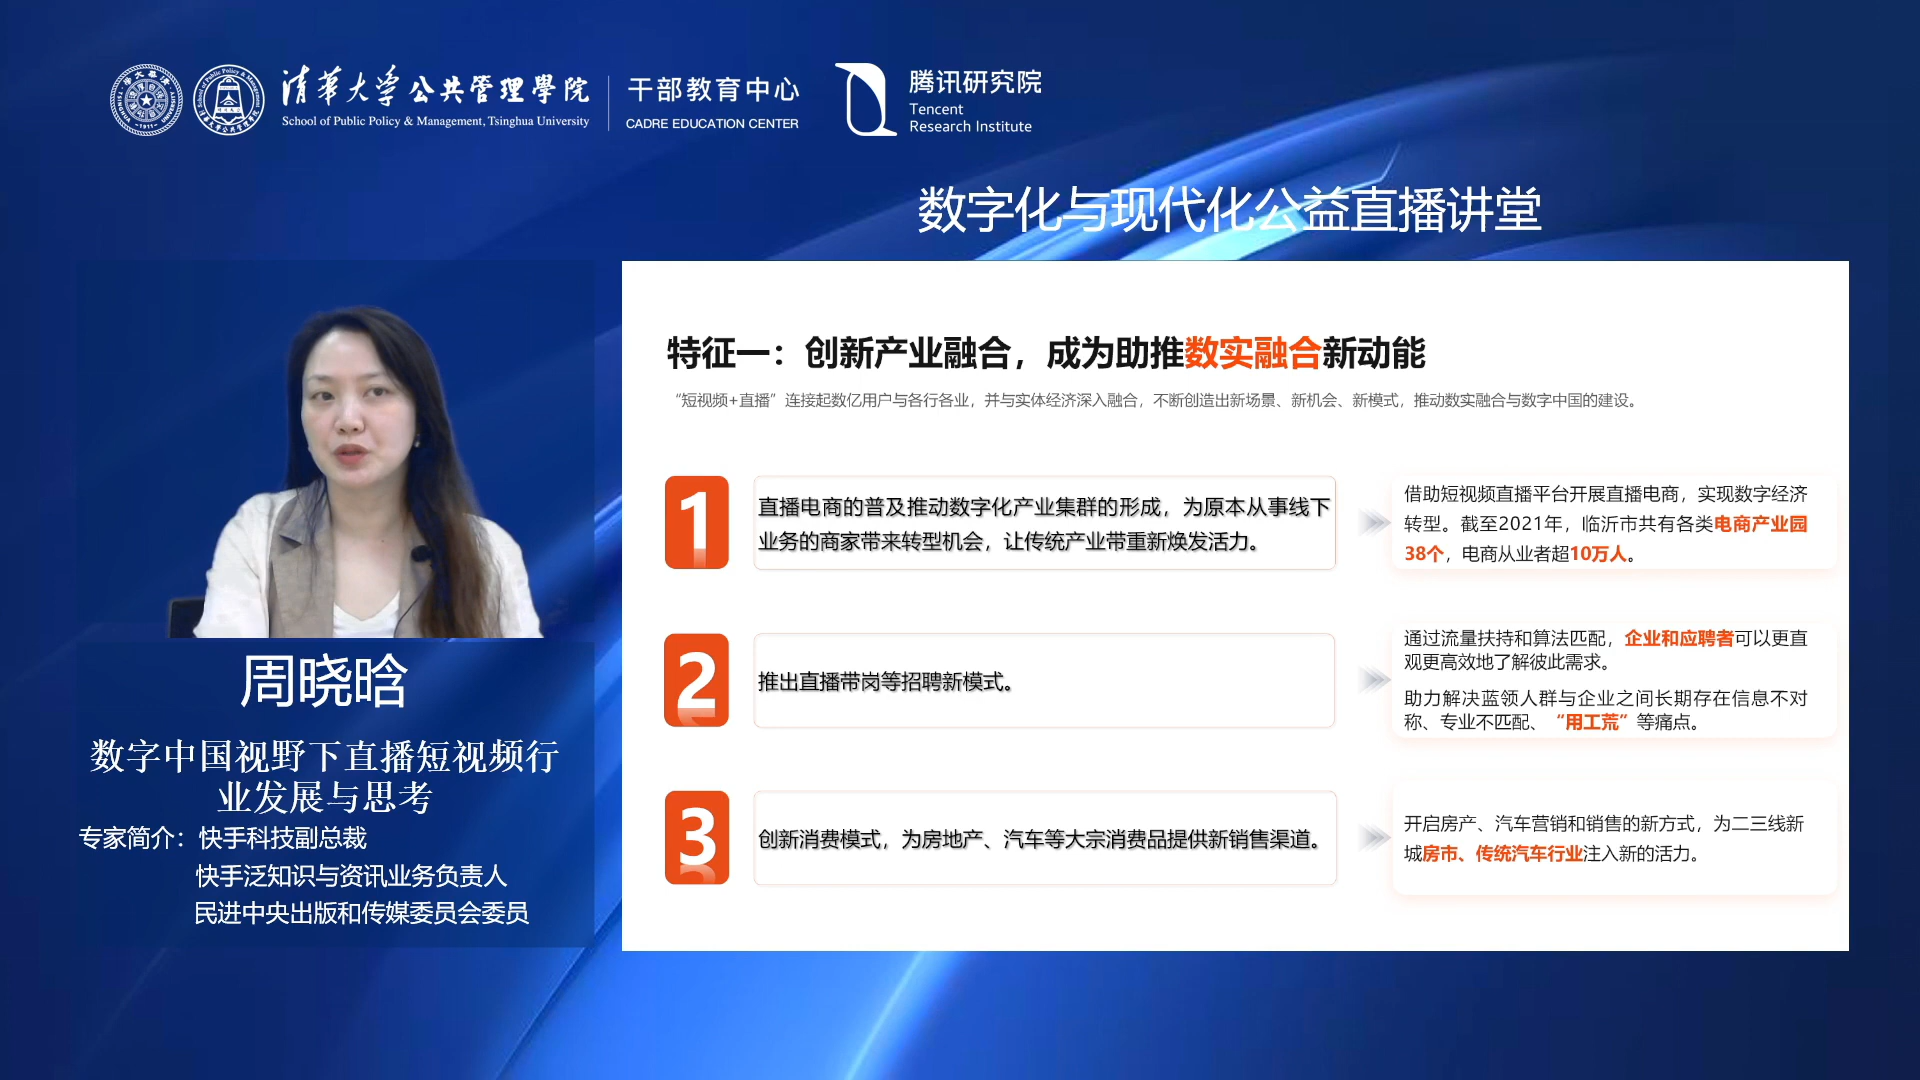 清華大学公共管理學院
School of Public Policy & Management, Tsinghua University
干部教育中心
CADRE EDUCATION CENTER
腾讯研究院
Tencent
Research Institute
数字化与现代化公益直播讲堂
周晓晗
数字中国视野下直播短视频行
业发展与思考
专家简介：快手科技副总裁
快手泛知识与资讯业务负责人
民进中央出版和传媒委员会委员
特征一：创新产业融合，成为助推数实融合新动能
“短视频+直播”连接起数亿用户与各行各业，并与实体经济深入融合，不断创造出新场景、新机会、新模式，推动数实融合与数字中国的建设。
1
直播电商的普及推动数字化产业集群的形成，为原本从事线下
业务的商家带来转型机会，让传统产业带重新焕发活力。
借助短视频直播平台开展直播电商，实现数字经济
转型。截至2021年，临沂市共有各类电商产业园
38个，电商从业者超10万人。
2
推出直播带岗等招聘新模式。
通过流量扶持和算法匹配，企业和应聘者可以更直
观更高效地了解彼此需求。
助力解决蓝领人群与企业之间长期存在信息不对
称、专业不匹配、“用工荒”等痛点。
3
创新消费模式，为房地产、汽车等大宗消费品提供新销售渠道。
开启房产、汽车营销和销售的新方式，为二三线新
城房市、传统汽车行业注入新的活力。